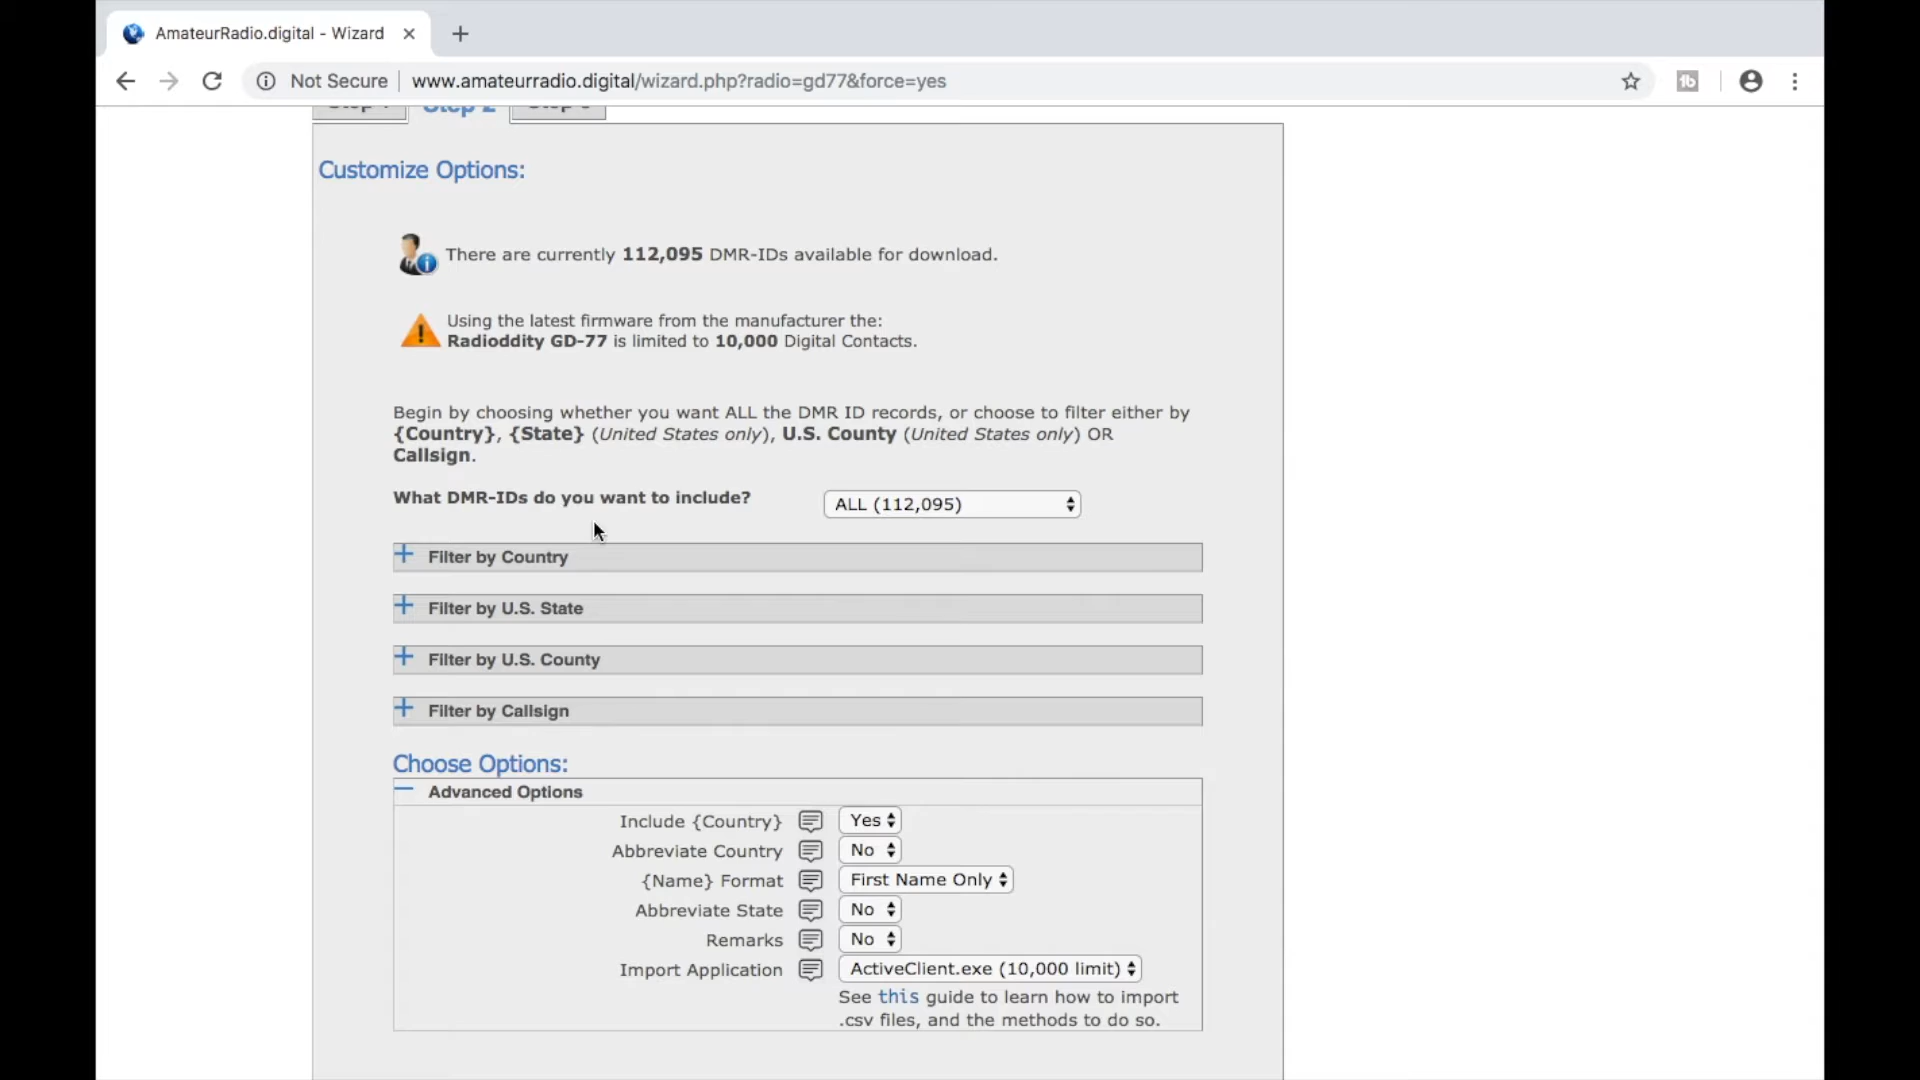 AmateurRadio.digital - Wizard
Not Secure
www.amateurradio.digital/wizard.php?radio=gd77&force=yes
Step 2
Customize Options:
There are currently 112,095 DMR-IDs available for download.
Using the latest firmware from the manufacturer the:
Radioddity GD-77 is limited to 10,000 Digital Contacts.
Begin by choosing whether you want ALL the DMR ID records, or choose to filter either by
{Country}, {State} (United States only), U.S. County (United States only) OR
Callsign.
What DMR-IDs do you want to include?
ALL (112,095)
Filter by Country
Filter by U.S. State
Filter by U.S. County
Filter by Callsign
Choose Options:
Advanced Options
Include {Country} Yes
Abbreviate Country No
{Name} Format First Name Only
Abbreviate State No
Remarks No
Import Application ActiveClient.exe (10,000 limit)
See this guide to learn how to import
.csv files, and the methods to do so.